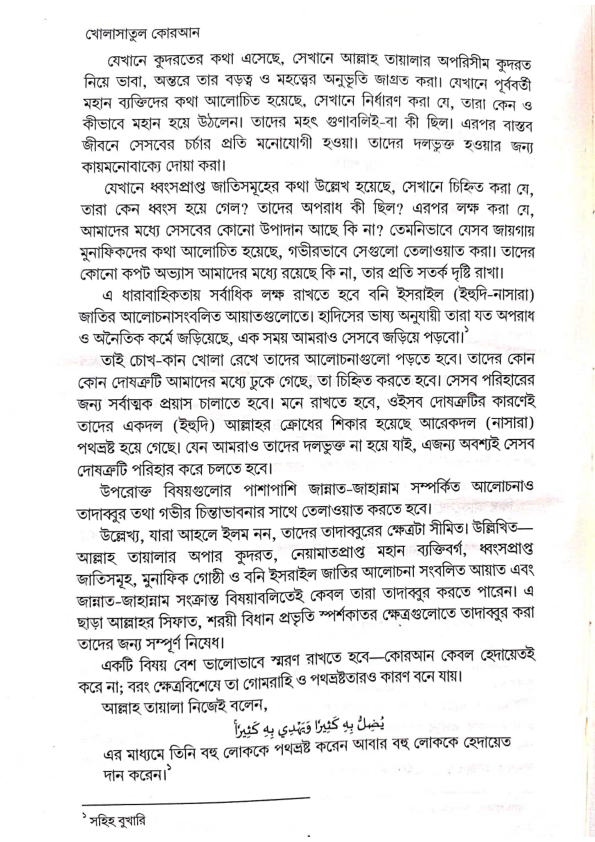 খোলাসাতুল কোরআন
যেখানে কুদরতের কথা এসেছে, সেখানে আল্লাহ তায়ালার অপরিসীম কুদরত
নিয়ে ভাবা, অন্তরে তার বড়ত্ব ও মহত্ত্বের অনুভূতি জাগ্রত করা। যেখানে পূর্ববর্তী
মহান ব্যক্তিদের কথা আলোচিত হয়েছে, সেখানে নির্ধারণ করা যে, তারা কেন ও
কীভাবে মহান হয়ে উঠলেন। তাদের মহৎ গুণাবলিই-বা কী ছিল। এরপর বাস্তব
জীবনে সেসবের চর্চার প্রতি মনোযোগী হওয়া। তাদের দলভুক্ত হওয়ার জন্য
কায়মনোবাক্যে দোয়া করা।
যেখানে ধ্বংসপ্রাপ্ত জাতিসমূহের কথা উল্লেখ হয়েছে, সেখানে চিহ্নিত করা যে,
তারা কেন ধ্বংস হয়ে গেল? তাদের অপরাধ কী ছিল? এরপর লক্ষ করা যে,
আমাদের মধ্যে সেসবের কোনো উপাদান আছে কি না? তেমনিভাবে যেসব জায়গায়
মুনাফিকদের কথা আলোচিত হয়েছে, গভীরভাবে সেগুলো তেলাওয়াত করা। তাদের
কোনো কপট অভ্যাস আমাদের মধ্যে রয়েছে কি না, তার প্রতি সতর্ক দৃষ্টি রাখা।
এ ধারাবাহিকতায় সর্বাধিক লক্ষ রাখতে হবে বনি ইসরাইল (ইহুদি-নাসারা)
জাতির আলোচনাসংবলিত আয়াতগুলোতে। হাদিসের ভাষ্য অনুযায়ী তারা যত অপরাধ
ও অনৈতিক কর্মে জড়িয়েছে, এক সময় আমরাও সেসবে জড়িয়ে পড়বো।১
তাই চোখ-কান খোলা রেখে তাদের আলোচনাগুলো পড়তে হবে। তাদের কোন
কোন দোষত্রুটি আমাদের মধ্যে ঢুকে গেছে, তা চিহ্নিত করতে হবে। সেসব পরিহারের
জন্য সর্বাত্মক প্রয়াস চালাতে হবে। মনে রাখতে হবে, ওইসব দোষত্রুটির কারণেই
তাদের একদল (ইহুদি) আল্লাহর ক্রোধের শিকার হয়েছে আরেকদল (নাসারা)
পথভ্রষ্ট হয়ে গেছে। যেন আমরাও তাদের দলভুক্ত না হয়ে যাই, এজন্য অবশ্যই সেসব
দোষত্রুটি পরিহার করে চলতে হবে।
উপরোক্ত বিষয়গুলোর পাশাপাশি জান্নাত-জাহান্নাম সম্পর্কিত আলোচনাও
তাদাব্বুর তথা গভীর চিন্তাভাবনার সাথে তেলাওয়াত করতে হবে।
উল্লেখ্য, যারা আহলে ইলম নন, তাদের তাদাব্বুরের ক্ষেত্রটা সীমিত। উল্লিখিত—
আল্লাহ তায়ালার অপার কুদরত, নেয়ামাতপ্রাপ্ত মহান ব্যক্তিবর্গ, ধ্বংসপ্রাপ্ত
জাতিসমূহ, মুনাফিক গোষ্ঠী ও বনি ইসরাইল জাতির আলোচনা সংবলিত আয়াত এবং
জান্নাত-জাহান্নাম সংক্রান্ত বিষয়াবলিতেই কেবল তারা তাদাব্বুর করতে পারেন। এ
ছাড়া আল্লাহর সিফাত, শরয়ী বিধান প্রভৃতি স্পর্শকাতর ক্ষেত্রগুলোতে তাদাব্বুর করা
তাদের জন্য সম্পূর্ণ নিষেধ।
একটি বিষয় বেশ ভালোভাবে স্মরণ রাখতে হবে—কোরআন কেবল হেদায়েতই
করে না; বরং ক্ষেত্রবিশেষে তা গোমরাহি ও পথভ্রষ্টতারও কারণ বনে যায়।
আল্লাহ তায়ালা নিজেই বলেন,
يُضِلُّ بِهِ كَثِيرًا وَيَهْدِي بِهِ كَثِيرًا
এর মাধ্যমে তিনি বহু লোককে পথভ্রষ্ট করেন আবার বহু লোককে হেদায়েত
দান করেন।১
১ সহিহ বুখারি